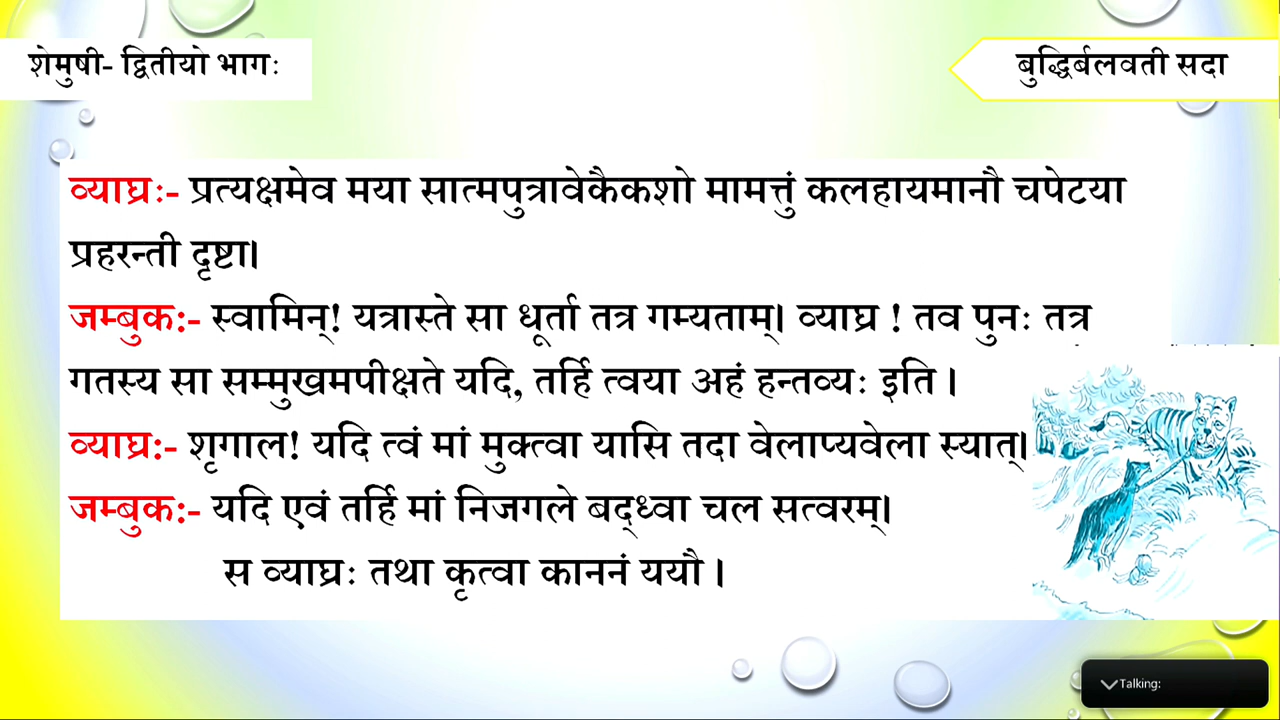 शेमुषी- द्वितीयो भागः
बुद्धिर्बलवती सदा
व्याघ्रः- प्रत्यक्षमेव मया सात्मपुत्रावेकैकशो मामत्तुं कलहायमानौ चपेटया
प्रहरन्ती दृष्टा।
जम्बुकः- स्वामिन्! यत्रास्ते सा धूर्ता तत्र गम्यताम्। व्याघ्र ! तव पुनः तत्र
गतस्य सा सम्मुखमपीक्षते यदि, तर्हि त्वया अहं हन्तव्यः इति ।
व्याघ्रः- शृगाल! यदि त्वं मां मुक्त्वा यासि तदा वेलाप्यवेला स्यात्।
जम्बुकः- यदि एवं तर्हि मां निजगले बद्ध्वा चल सत्वरम्।
स व्याघ्रः तथा कृत्वा काननं ययौ ।
Talking: